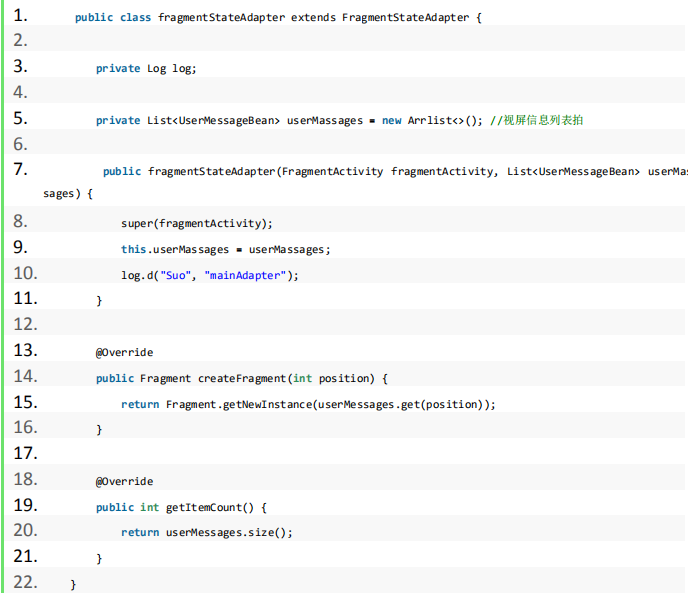 1. public class fragmentStateAdapter extends FragmentStateAdapter {
2.
3. private Log log;
4.
5. private List<UserMessageBean> userMassages = new Arrlist<>(); //视屏信息列表拍
6.
7. public fragmentStateAdapter(FragmentActivity fragmentActivity, List<UserMessageBean> userMas
sages) {
8. super(fragmentActivity);
9. this.userMassages = userMassages;
10. log.d("Suo", "mainAdapter");
11. }
12.
13. @Override
14. public Fragment createFragment(int position) {
15. return Fragment.getNewInstance(userMessages.get(position));
16. }
17.
18. @Override
19. public int getItemCount() {
20. return userMessages.size();
21. }
22. }